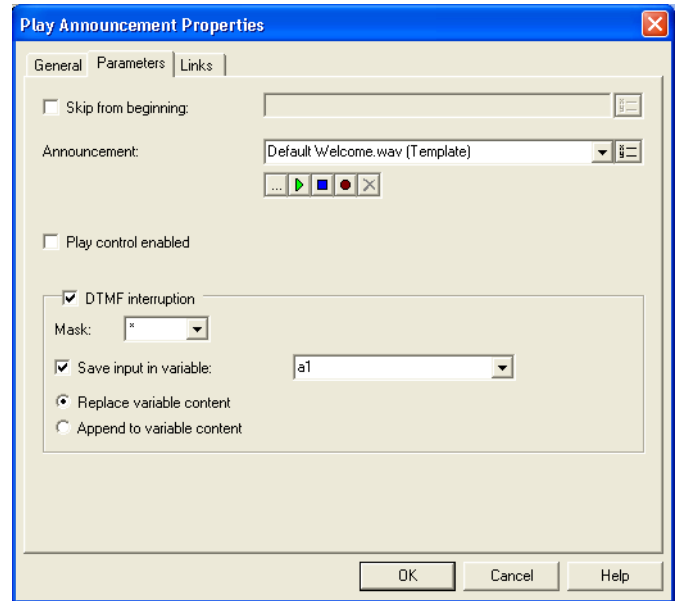 Play Announcement Properties
General Parameters Links
Skip from beginning:
Announcement: Default Welcome.wav (Template)
...
Play control enabled
DTMF interruption
Mask: *
Save input in variable: a1
Replace variable content
Append to variable content
OK Cancel Help